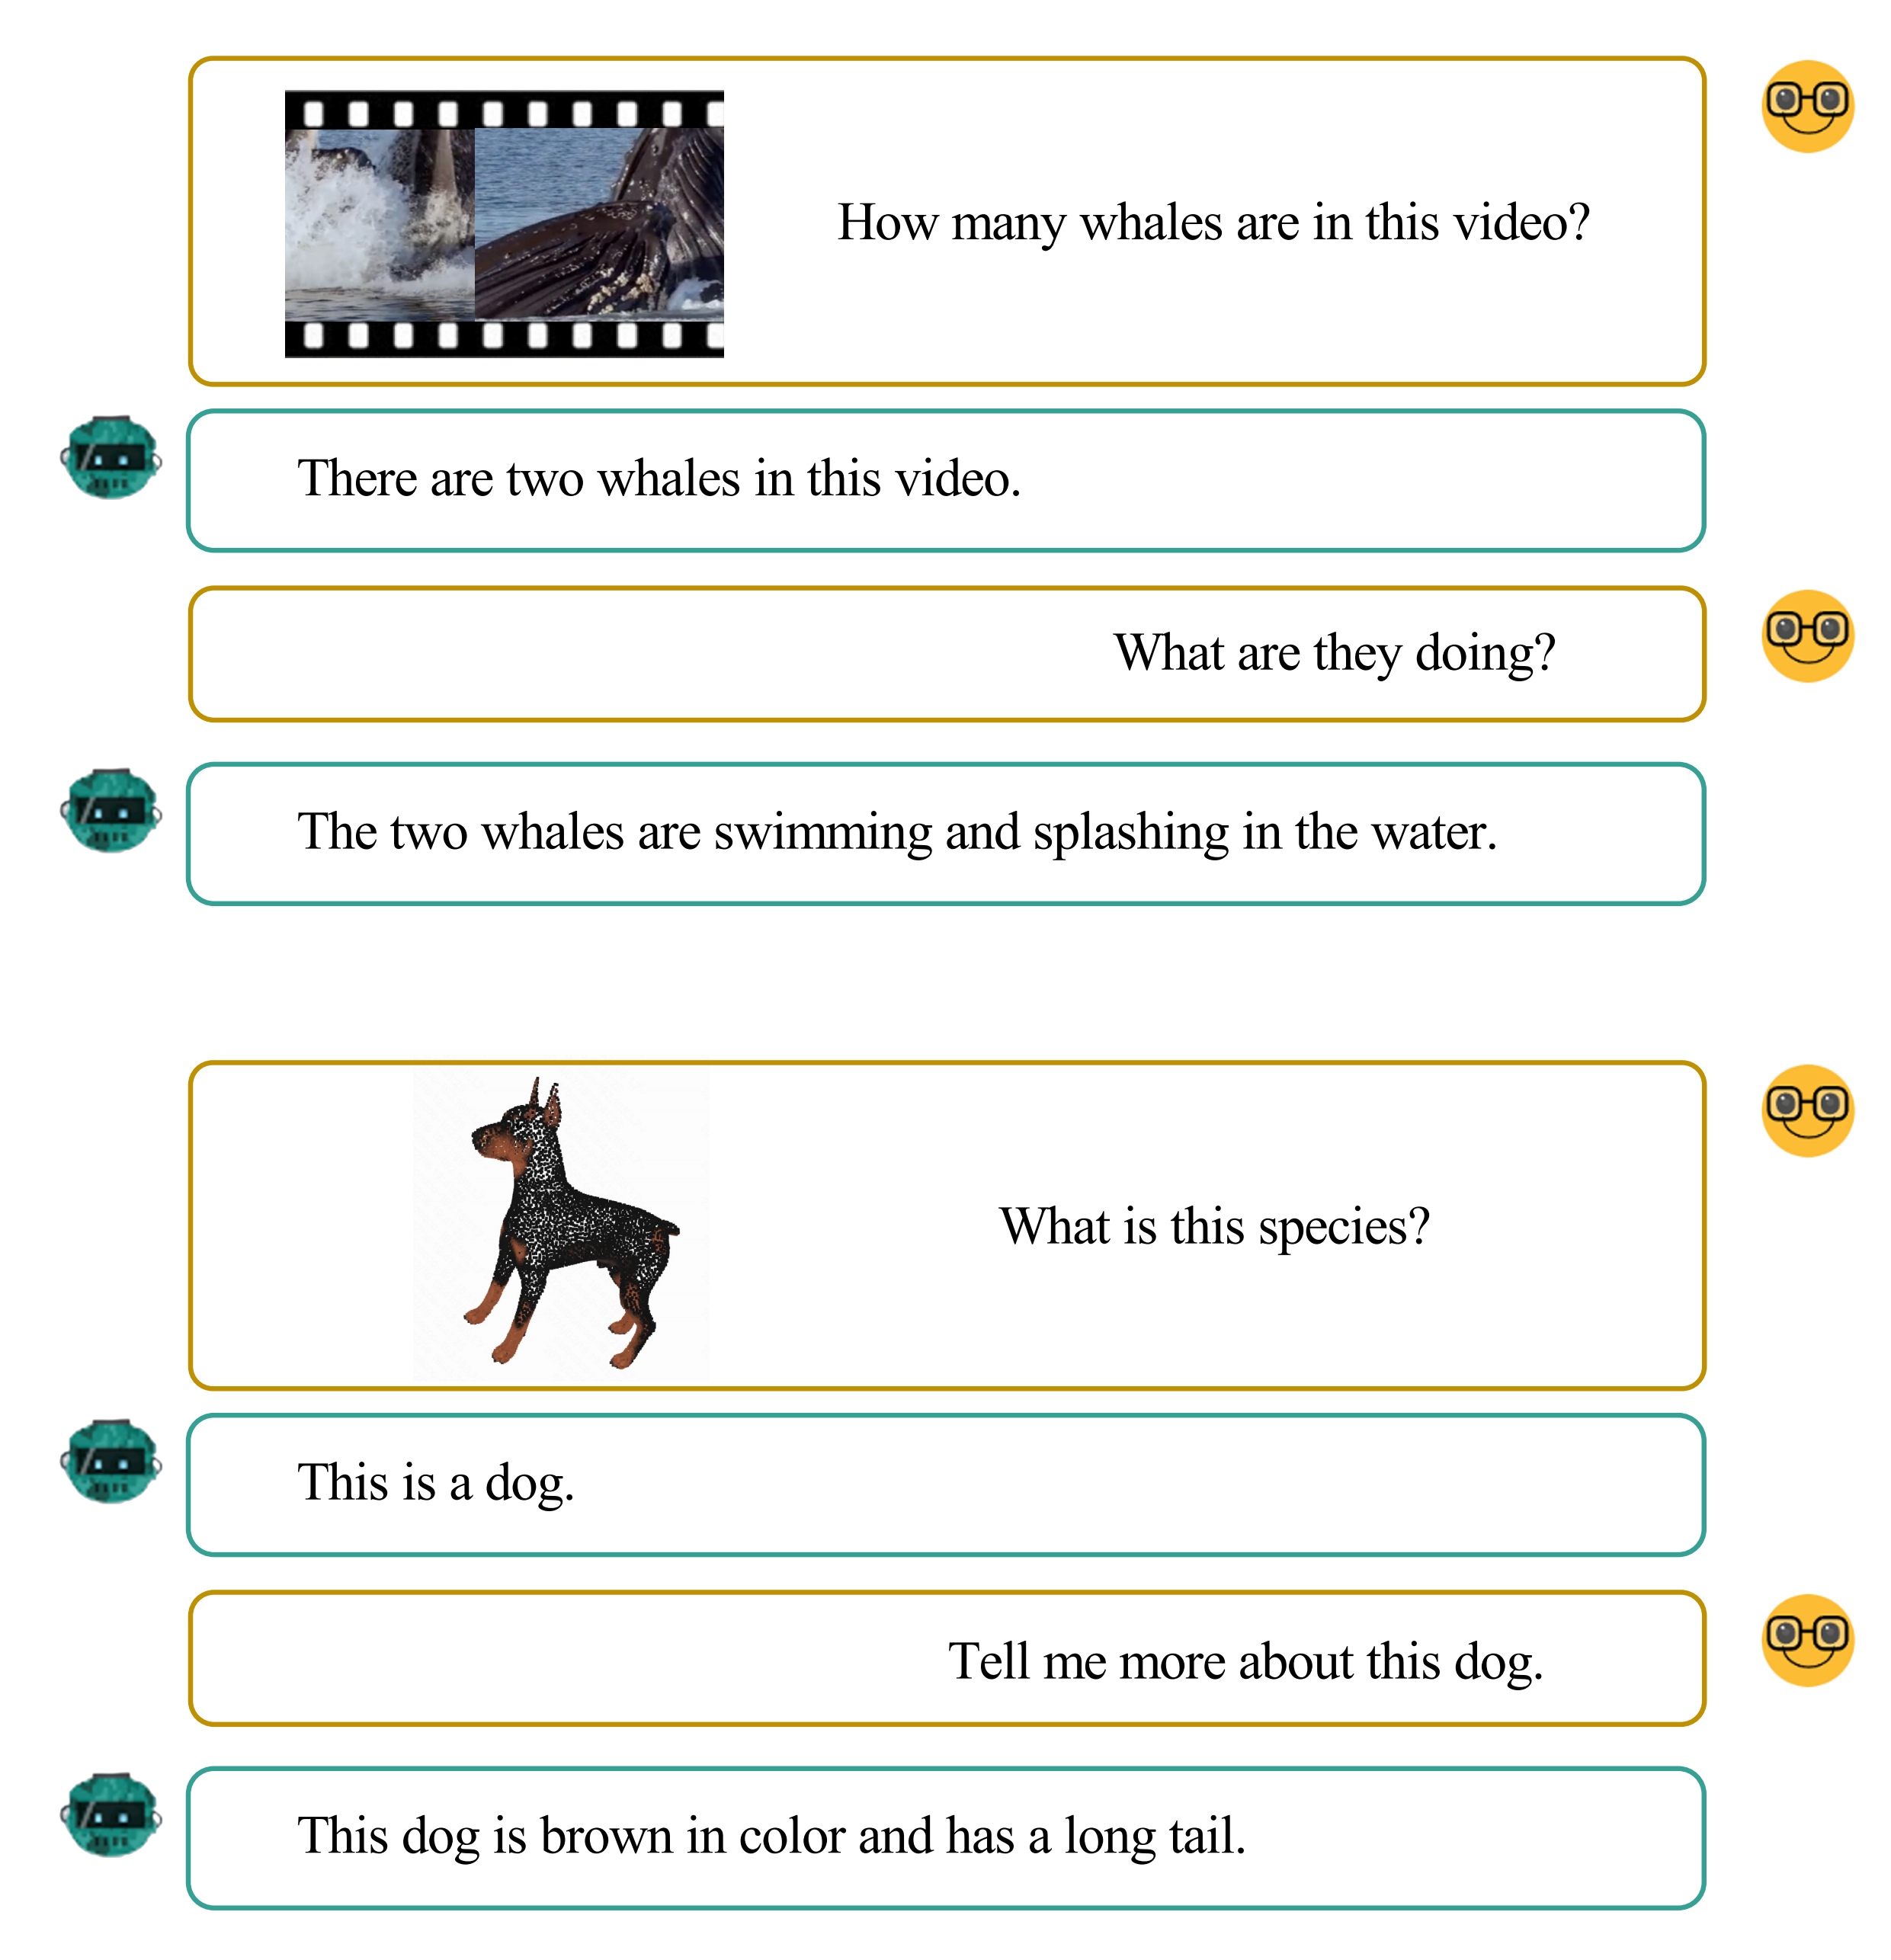 How many whales are in this video?
There are two whales in this video.
What are they doing?
The two whales are swimming and splashing in the water.
What is this species?
This is a dog.
Tell me more about this dog.
This dog is brown in color and has a long tail.